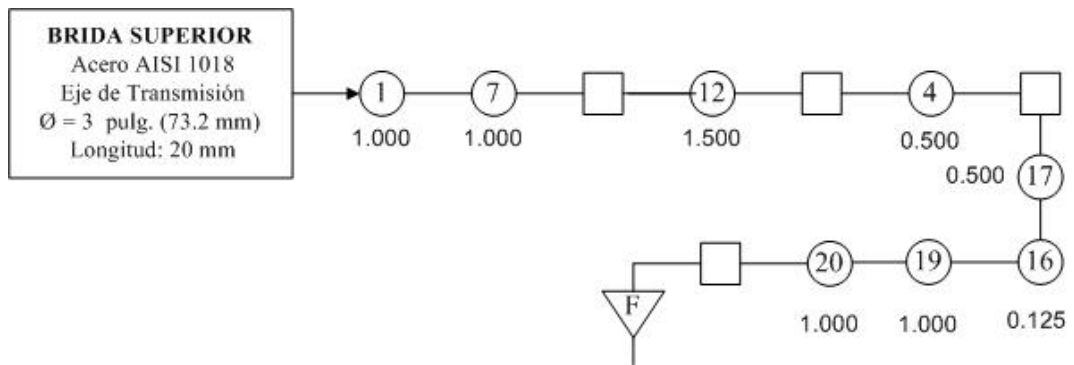 BRIDA SUPERIOR
Acero AISI 1018
Eje de Transmisión
Ø = 3 pulg. (73.2 mm)
Longitud: 20 mm
1
7
12
4
1.000
1.000
1.500
0.500
0.500
17
20
19
16
F
1.000
1.000
0.125